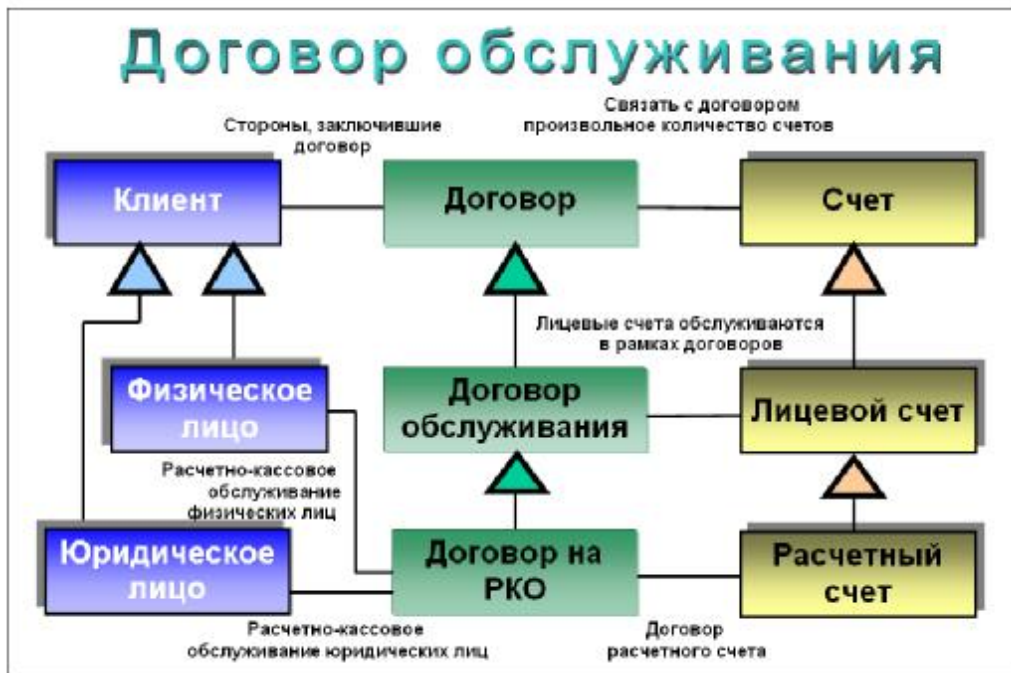 Договор обслуживания
Стороны, заключившие
договор
Связать с договором
произвольное количество счетов
Клиент
Договор
Счет
Лицевые счета обслуживаются
в рамках договоров
Физическое
лицо
Договор
обслуживания
Лицевой счет
Расчетно-кассовое
обслуживание
физических лиц
Юридическое
лицо
Договор на
РКО
Расчетный
счет
Расчетно-кассовое
обслуживание юридических лиц
Договор
расчетного счета